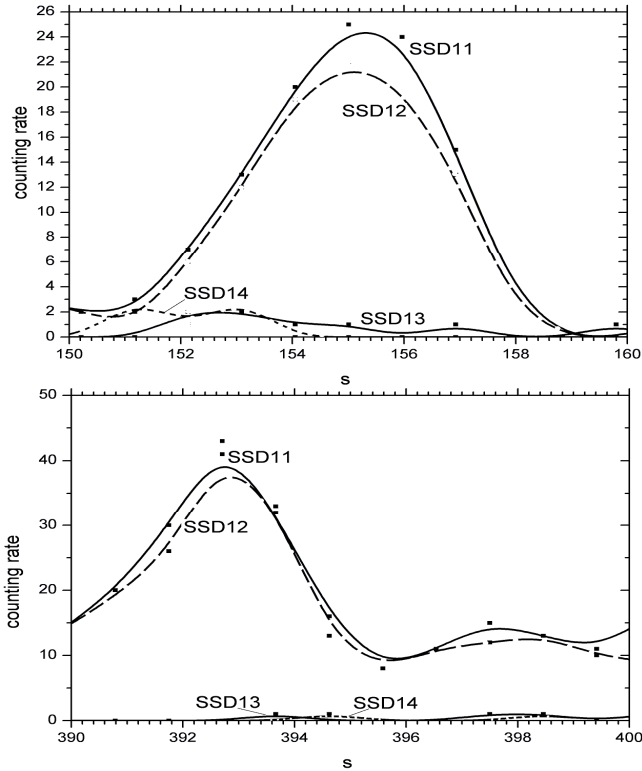 26
24
22
20
18
16
14
12
10
8
6
4
2
0
counting rate
SSD11
SSD12
SSD14
SSD13
150 152 154 156 158 160
s
50
40
30
20
10
0
counting rate
SSD11
SSD12
SSD13 SSD14
390 392 394 396 398 400
s